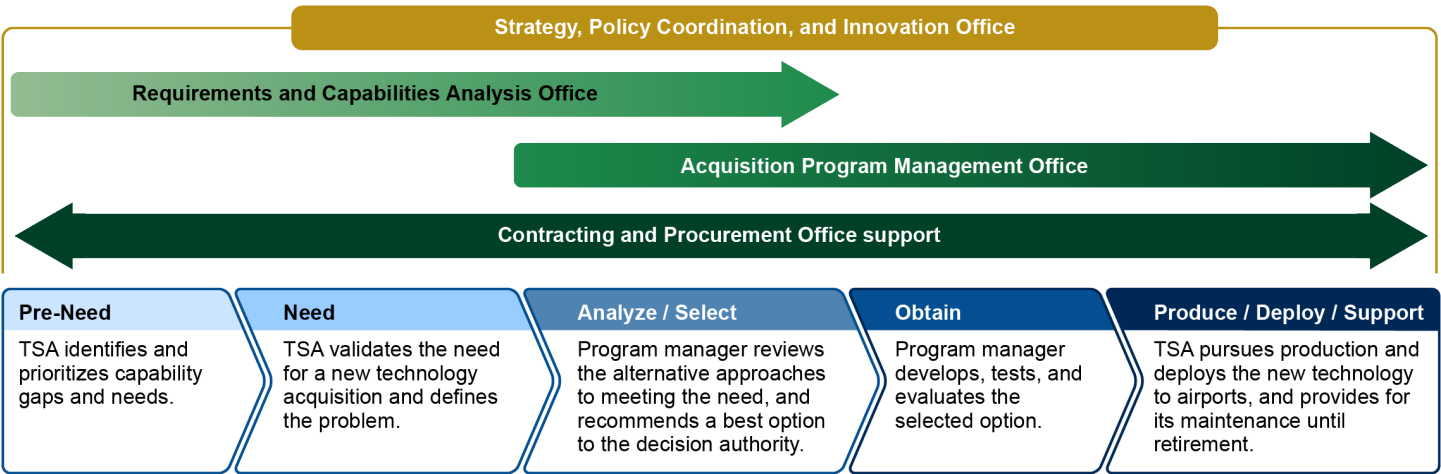 Strategy, Policy Coordination, and Innovation Office
Requirements and Capabilities Analysis Office
Acquisition Program Management Office
Contracting and Procurement Office support
Pre-Need
TSA identifies and
prioritizes capability
gaps and needs.
Need
TSA validates the need
for a new technology
acquisition and defines
the problem.
Analyze / Select
Program manager reviews
the alternative approaches
to meeting the need, and
recommends a best option
to the decision authority.
Obtain
Program manager
develops, tests, and
evaluates the
selected option.
Produce / Deploy / Support
TSA pursues production and
deploys the new technology
to airports, and provides for
its maintenance until
retirement.